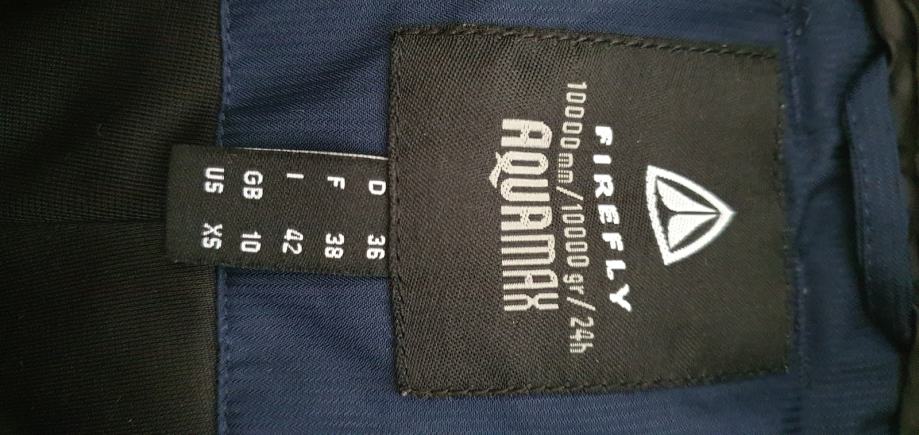 FIREFLY
10000mm/10000gr/24h
AQUAMAX
D 36
F 38
I 42
GB 10
US XS